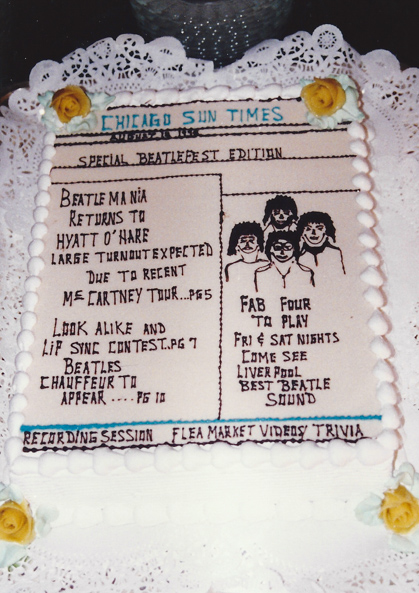 CHICAGO SUN TIMES
AUGUST
SPECIAL BEATLEFEST EDITION
BEATLEMANIA
RETURNS TO
HYATT O'HARE
LARGE TURNOUT EXPECTED
DUE TO RECENT
McCARTNEY TOUR...PG 5
LOOK ALIKE AND
LIP SYNC CONTEST..PG 7
BEATLES
CHAUFFEUR TO
APPEAR ....PG 10
FAB FOUR
TO PLAY
FRI & SAT NIGHTS
COME SEE
LIVERPOOL
BEST BEATLE
SOUND
RECORDING SESSION FLEA MARKET VIDEOS/ TRIVIA